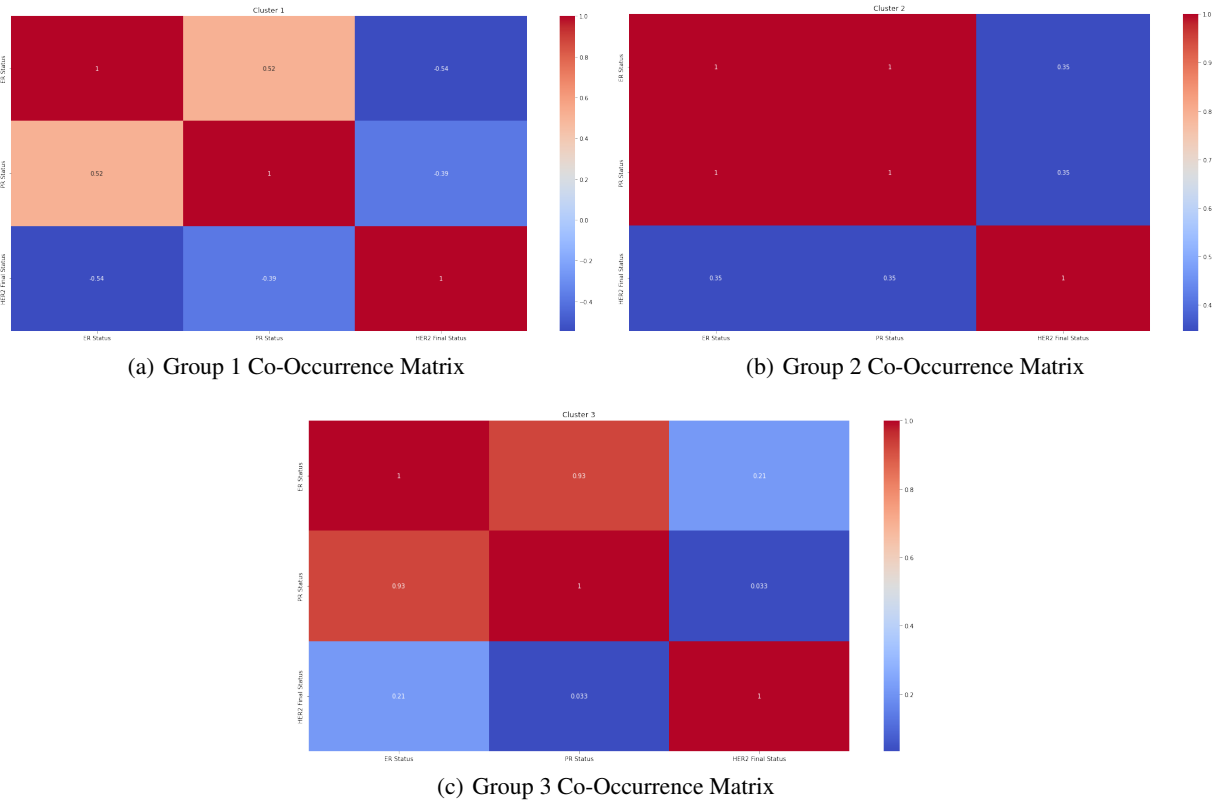 Cluster 1
ER Status
1
0.52
-0.54
PR Status
0.52
1
-0.39
HER2 Final Status
-0.54
-0.39
1
ER Status PR Status HER2 Final Status
1.0
0.8
0.6
0.4
0.2
0.0
−0.2
−0.4
(a) Group 1 Co-Occurrence Matrix
Cluster 2
ER Status
1
1
0.35
PR Status
1
1
0.35
HER2 Final Status
0.35
0.35
1
ER Status PR Status HER2 Final Status
1.0
0.9
0.8
0.7
0.6
0.5
0.4
(b) Group 2 Co-Occurrence Matrix
Cluster 3
ER Status
1
0.93
0.21
PR Status
0.93
1
0.033
HER2 Final Status
0.21
0.033
1
ER Status PR Status HER2 Final Status
1.0
0.8
0.6
0.4
0.2
(c) Group 3 Co-Occurrence Matrix